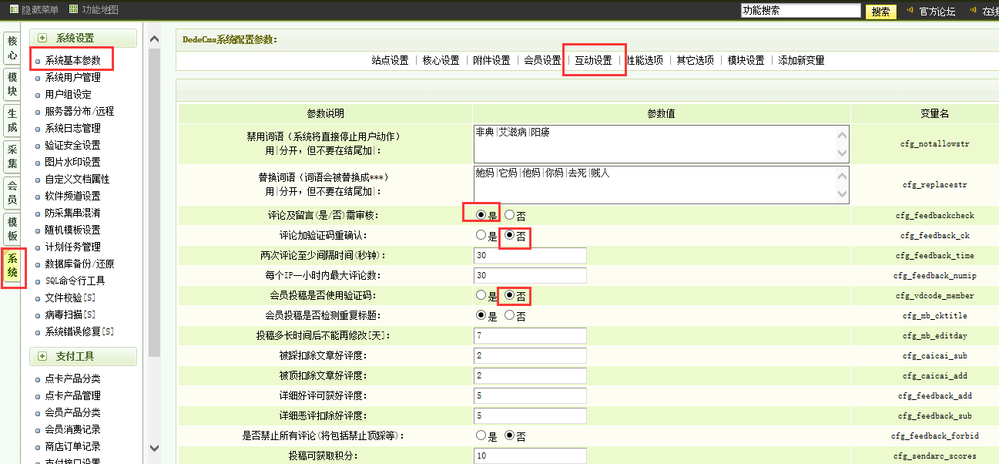 隐藏菜单 功能地图 功能搜索 搜索 官方论坛 在线
核心
模块
生成
采集
会员
模板
系统
系统设置
系统基本参数
系统用户管理
用户组设定
服务器分布/远程
系统日志管理
验证安全设置
图片水印设置
自定义文档属性
软件频道设置
防采集串混淆
随机模板设置
计划任务管理
数据库备份/还原
SQL命令行工具
文件校验[S]
病毒扫描[S]
系统错误修复[S]
支付工具
点卡产品分类
点卡产品管理
会员产品分类
会员消费记录
商店订单记录
支付接口设置
DedeCms系统配置参数：
站点设置 | 核心设置 | 附件设置 | 会员设置 | 互动设置 | 性能选项 | 其它选项 | 模块设置 | 添加新变量
参数说明 参数值 变量名
禁用词语（系统将直接停止用户动作）
用|分开，但不要在结尾加|： 非典|艾滋病|阳痿 cfg_notallowstr
替换词语（词语会被替换成***）
用|分开，但不要在结尾加|： 她妈|它妈|他妈|你妈|去死|贱人 cfg_replacestr
评论及留言(是/否)需审核： 是 否 cfg_feedbackcheck
评论加验证码重确认： 是 否 cfg_feedback_ck
两次评论至少间隔时间(秒钟)： 30 cfg_feedback_time
每个IP一小时内最大评论数： 30 cfg_feedback_numip
会员投稿是否使用验证码： 是 否 cfg_vdcode_member
会员投稿是否检测重复标题： 是 否 cfg_mb_cktitle
投稿多长时间后不能再修改[天]： 7 cfg_mb_editday
被踩扣除文章好评度： 2 cfg_caicai_sub
被顶扣除文章好评度： 2 cfg_caicai_add
详细好评可获好评度： 5 cfg_feedback_add
详细恶评扣除好评度： 5 cfg_feedback_sub
是否禁止所有评论(将包括禁止顶踩等)： 是 否 cfg_feedback_forbid
投稿可获取积分： 10 cfg_sendarc_scores